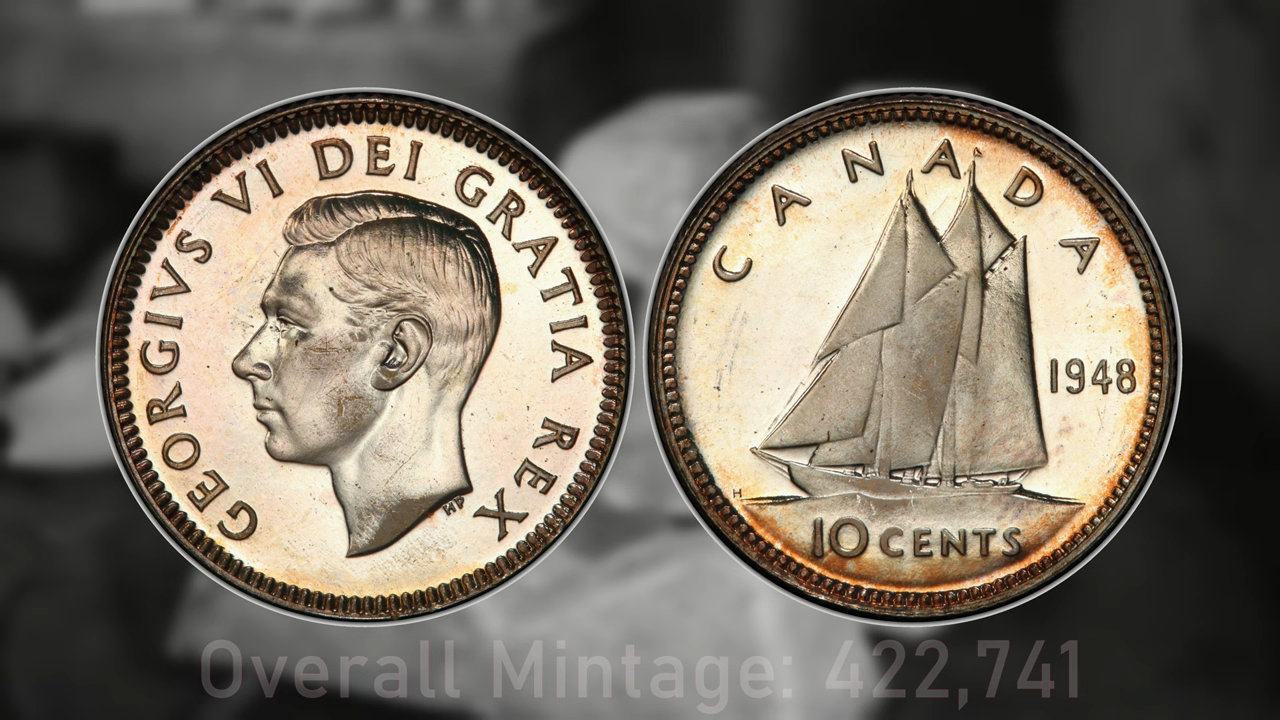 GEORGIVS VI DEI GRATIA REX
HP
CANADA
1948
H
10 CENTS
Overall Mintage: 422,741